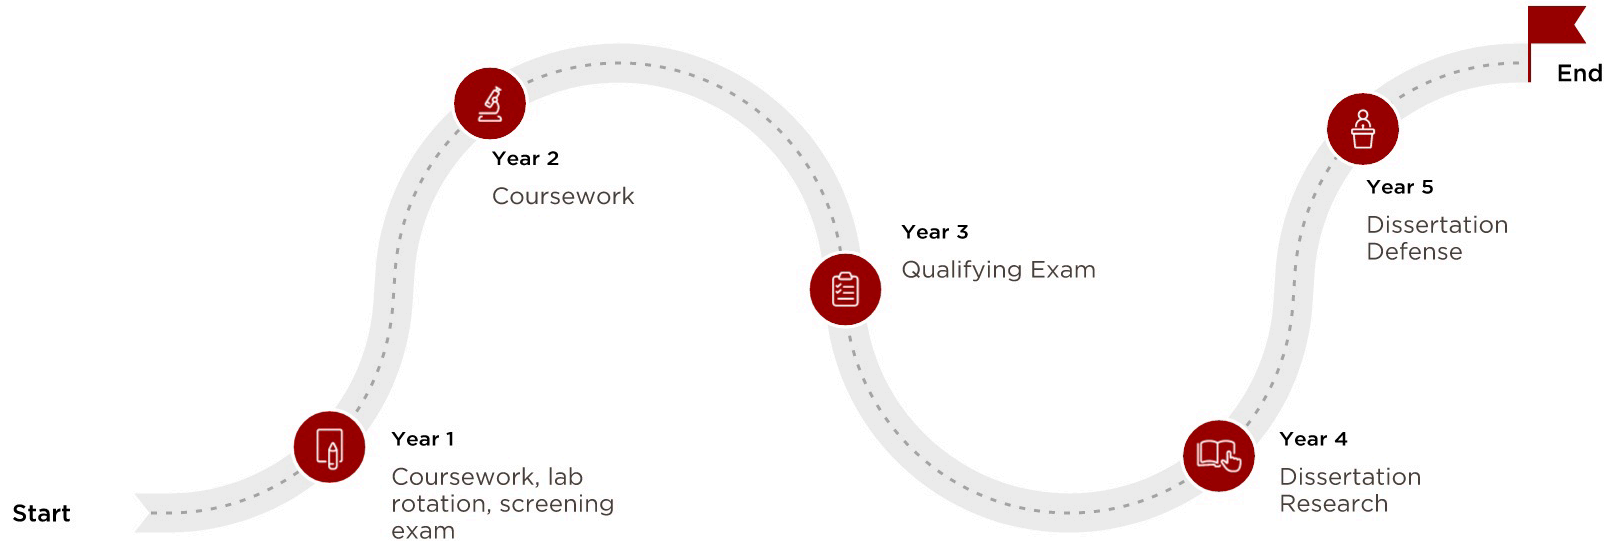 Start
Year 1
Coursework, lab
rotation, screening
exam
Year 2
Coursework
Year 3
Qualifying Exam
Year 4
Dissertation
Research
Year 5
Dissertation
Defense
End